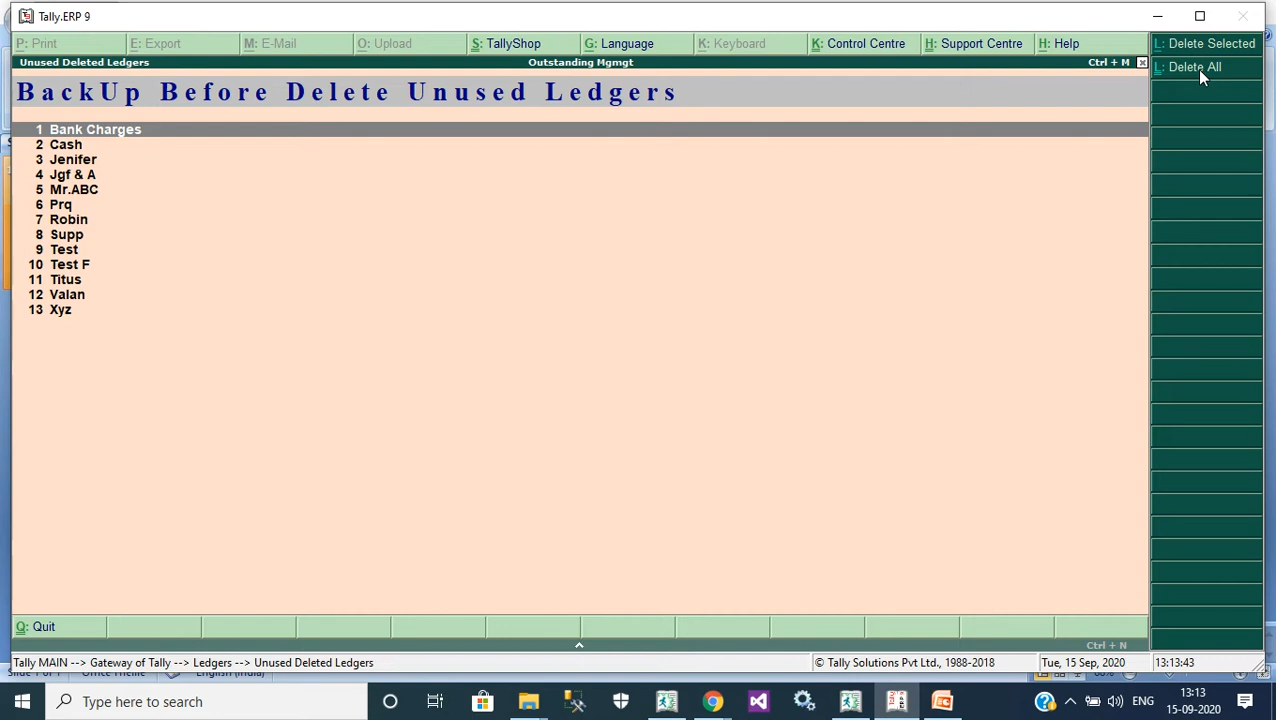 Tally.ERP 9
P: Print E: Export M: E-Mail O: Upload S: TallyShop G: Language K: Keyboard K: Control Centre H: Support Centre H: Help
L: Delete Selected
L: Delete All
Unused Deleted Ledgers Outstanding Mgmgt Ctrl + M
BackUp Before Delete Unused Ledgers
1 Bank Charges
2 Cash
3 Jenifer
4 Jgf & A
5 Mr.ABC
6 Prq
7 Robin
8 Supp
9 Test
10 Test F
11 Titus
12 Valan
13 Xyz
Q: Quit
Ctrl + N
Tally MAIN --> Gateway of Tally --> Ledgers --> Unused Deleted Ledgers © Tally Solutions Pvt Ltd., 1988-2018 Tue, 15 Sep, 2020 13:13:43
Type here to search
ENG
13:13
15-09-2020